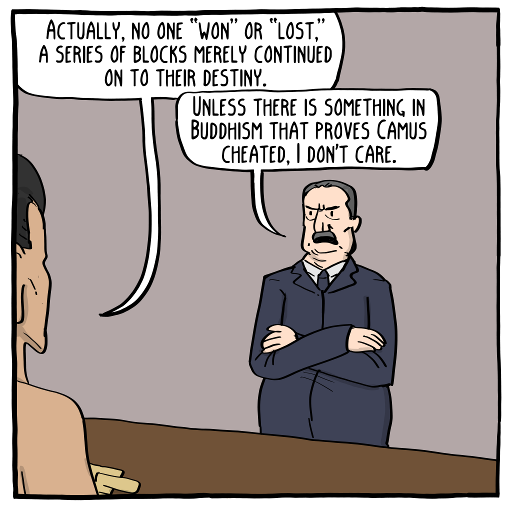 ACTUALLY, NO ONE "WON" OR "LOST,"
A SERIES OF BLOCKS MERELY CONTINUED
ON TO THEIR DESTINY.
UNLESS THERE IS SOMETHING IN
BUDDHISM THAT PROVES CAMUS
CHEATED, I DON'T CARE.